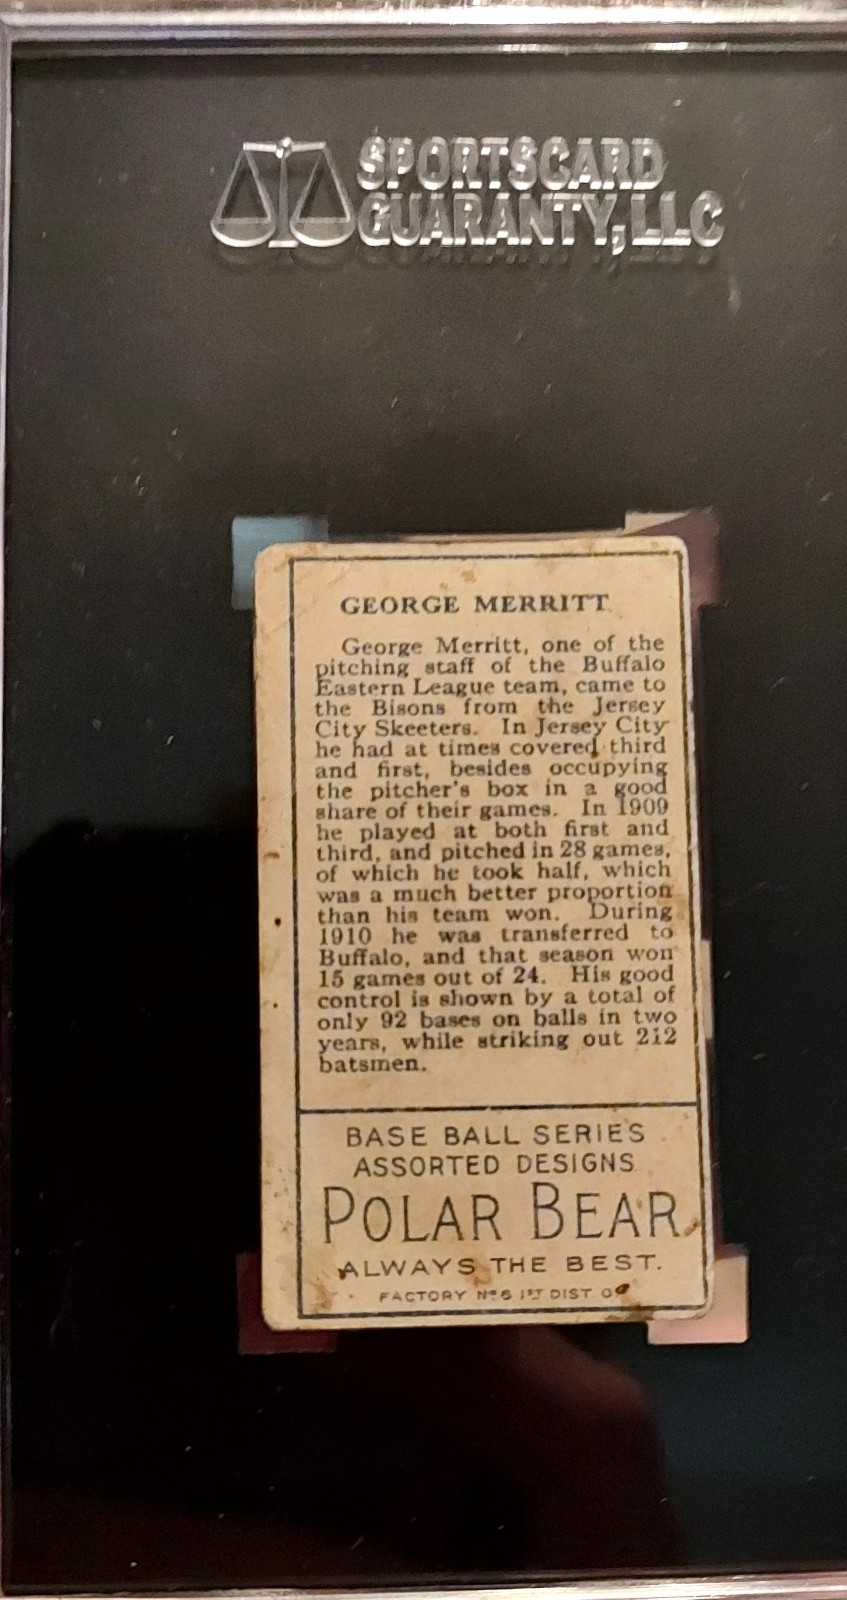 SPORTSCARD
GUARANTY, LLC
GEORGE MERRITT
George Merritt, one of the
pitching staff of the Buffalo
Eastern League team, came to
the Bisons from the Jersey
City Skeeters. In Jersey City
he had at times covered third
and first, besides occupying
the pitcher's box in a good
share of their games. In 1909
he played at both first and
third, and pitched in 28 games,
of which he took half, which
was a much better proportion
than his team won. During
1910 he was transferred to
Buffalo, and that season won
15 games out of 24. His good
control is shown by a total of
only 92 bases on balls in two
years, while striking out 212
batsmen.
BASE BALL SERIES
ASSORTED DESIGNS
POLAR BEAR
ALWAYS THE BEST.
FACTORY Nº 6 1ST DIST O.